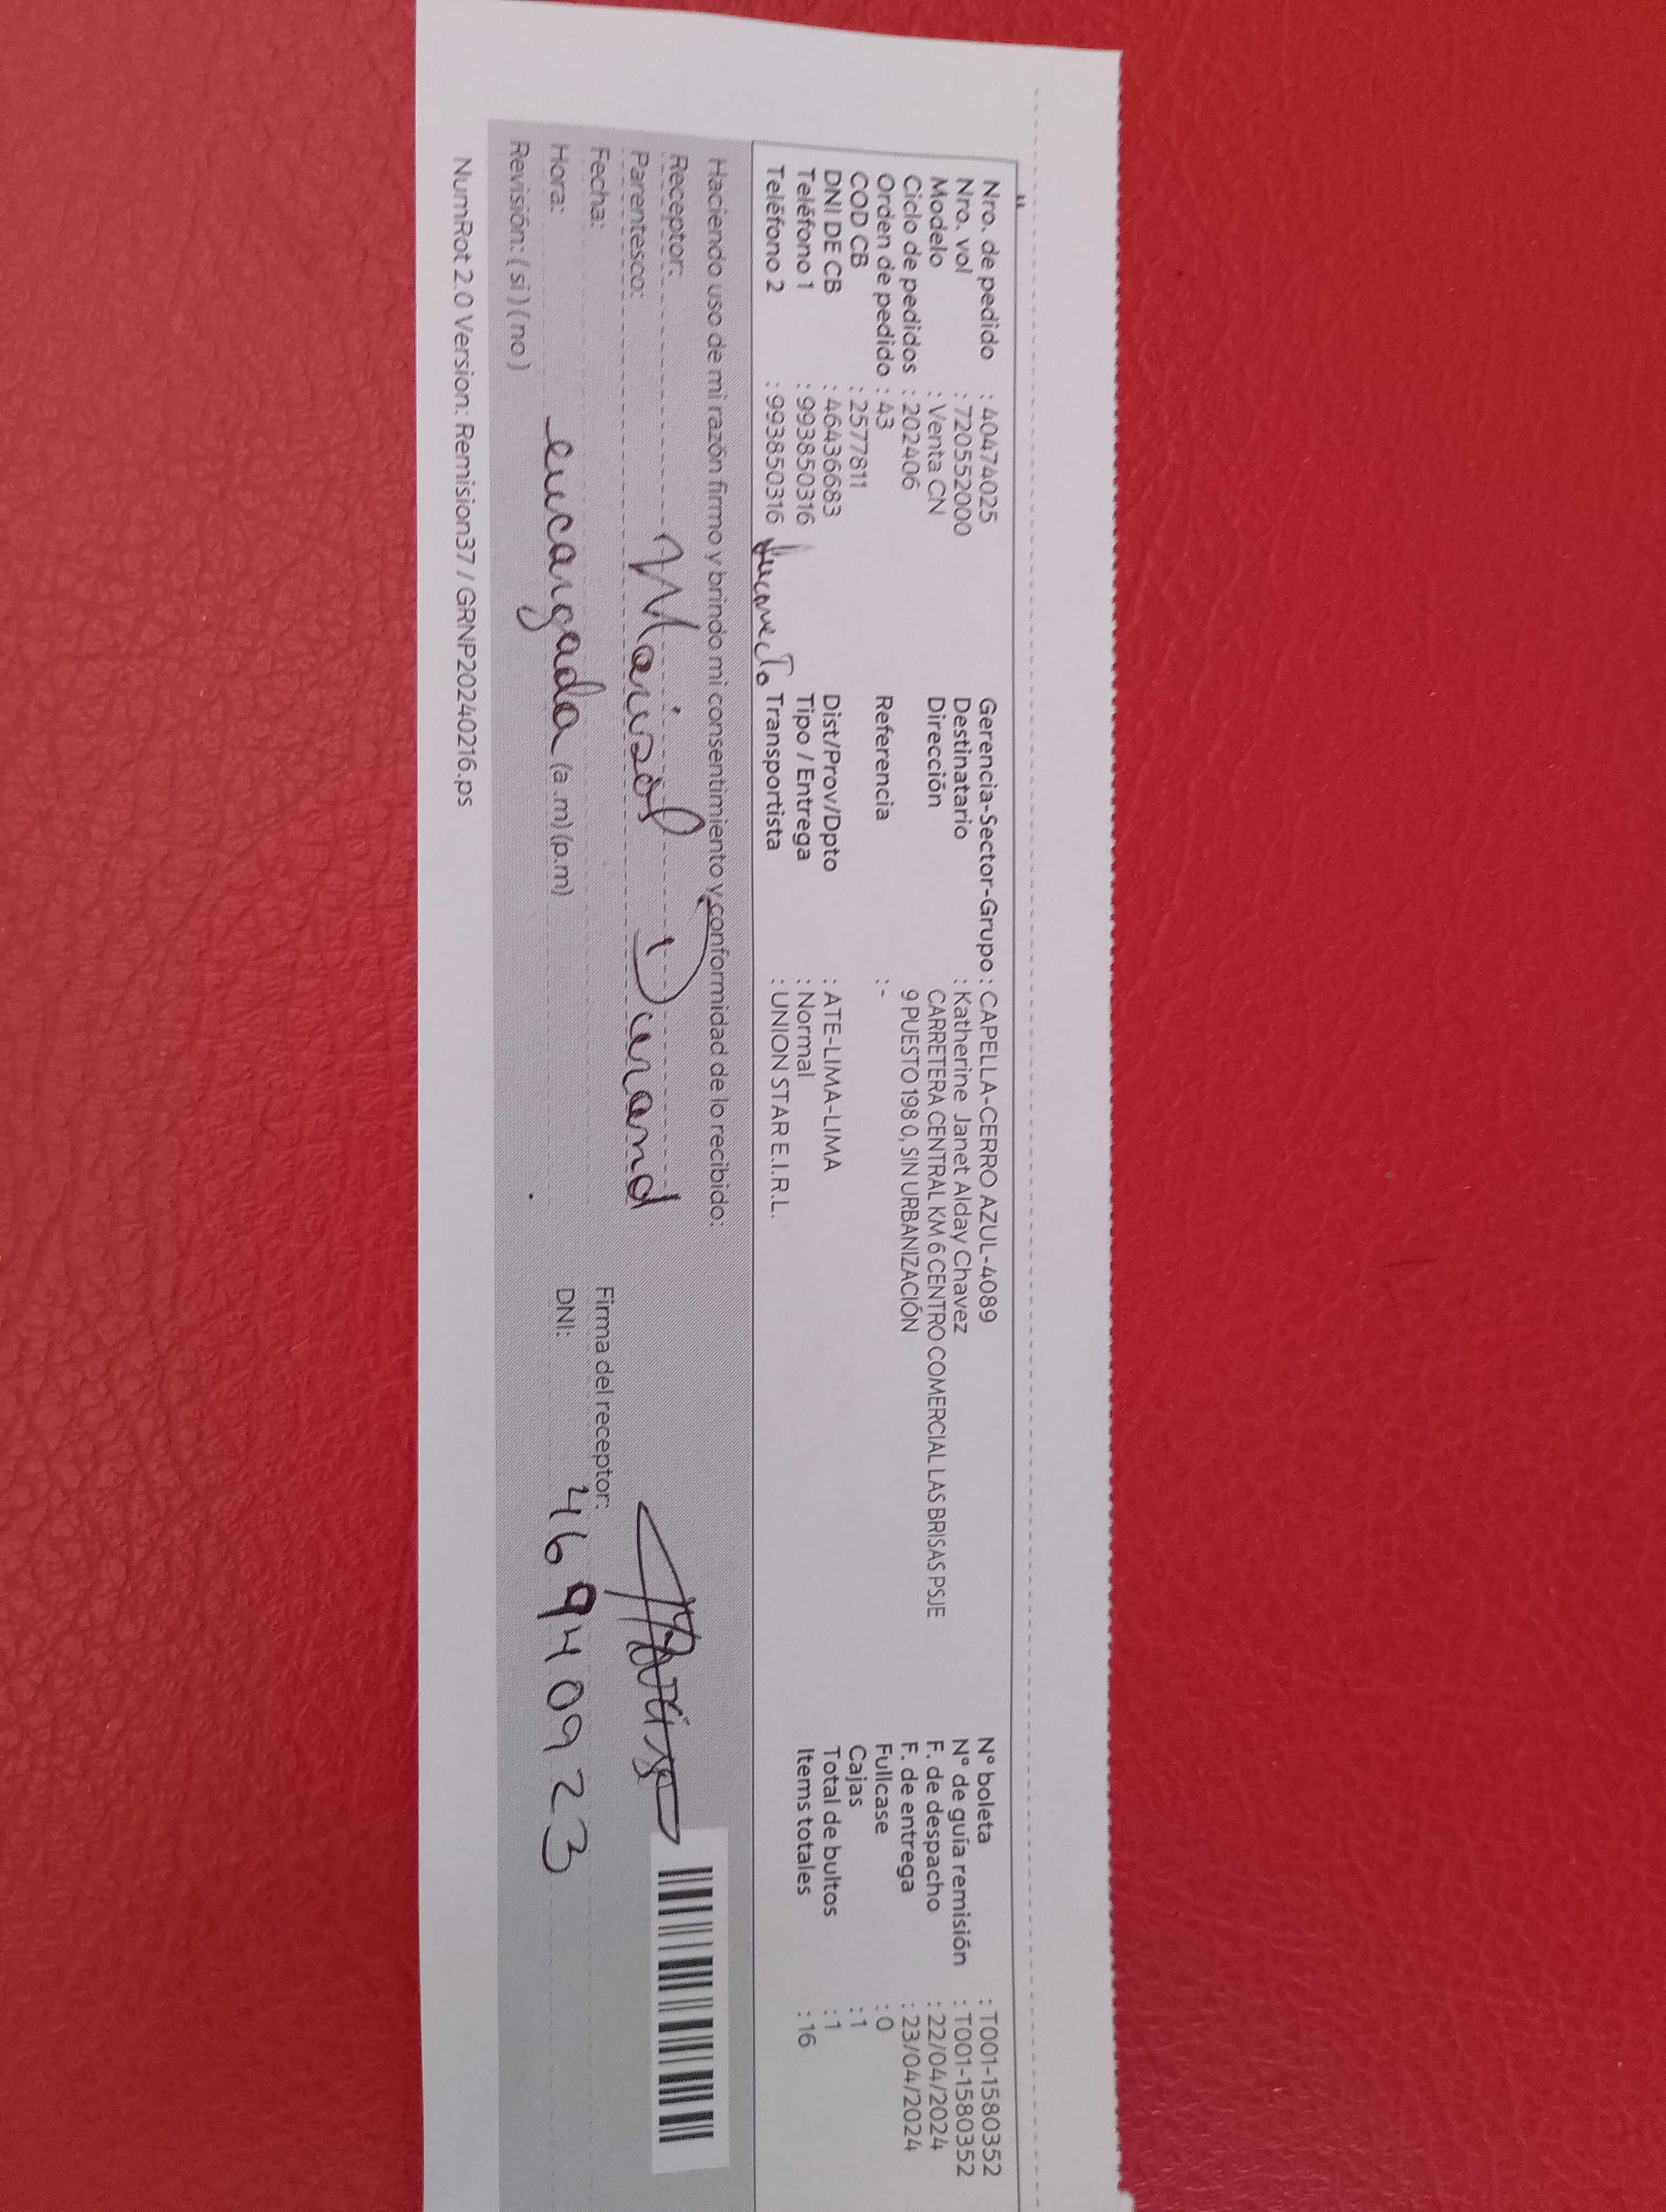 Nro. de pedido : 40474025
Nro. vol : 720552000
Modelo : Venta CN
Ciclo de pedidos : 202406
Orden de pedido : 43
COD CB : 2577811
DNI DE CB : 46436683
Teléfono 1 : 993850316
Teléfono 2 : 993850316
Gerencia-Sector-Grupo : CAPELLA-CERRO AZUL-4089
Destinatario : Katherine Janet Alday Chavez
Dirección CARRETERA CENTRAL KM 6 CENTRO COMERCIAL LAS BRISAS PSJE
9 PUESTO 198 0, SIN URBANIZACIÓN
Referencia : -
Dist/Prov/Dpto : ATE-LIMA-LIMA
Tipo / Entrega : Normal
Transportista : UNION STAR E.I.R.L.
N° boleta : T001-1580352
N° de guía remisión : T001-1580352
F. de despacho : 22/04/2024
F. de entrega : 23/04/2024
Fullcase : 0
Cajas : 1
Total de bultos : 1
Items totales : 16
Haciendo uso de mi razón firmo y brindo mi consentimiento y conformidad de lo recibido:
Receptor:
Parentesco: Marisol Durand
Fecha:
Hora: encargada (a.m) (p.m)
Revisión: ( si ) ( no )
Firma del receptor:
DNI: 46940923
NumRot 2.0 Version: Remision37 / GRNP20240216.ps